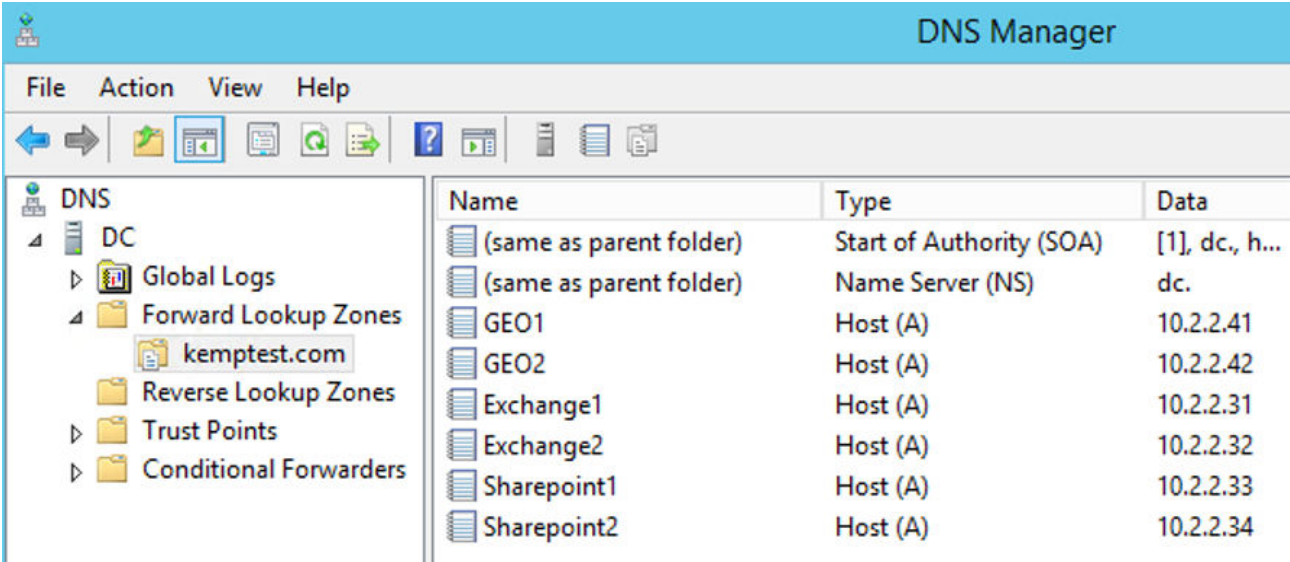 DNS Manager
File Action View Help
DNS
DC
Global Logs
Forward Lookup Zones
kemptest.com
Reverse Lookup Zones
Trust Points
Conditional Forwarders
Name Type Data
(same as parent folder) Start of Authority (SOA) [1], dc., h...
(same as parent folder) Name Server (NS) dc.
GEO1 Host (A) 10.2.2.41
GEO2 Host (A) 10.2.2.42
Exchange1 Host (A) 10.2.2.31
Exchange2 Host (A) 10.2.2.32
Sharepoint1 Host (A) 10.2.2.33
Sharepoint2 Host (A) 10.2.2.34